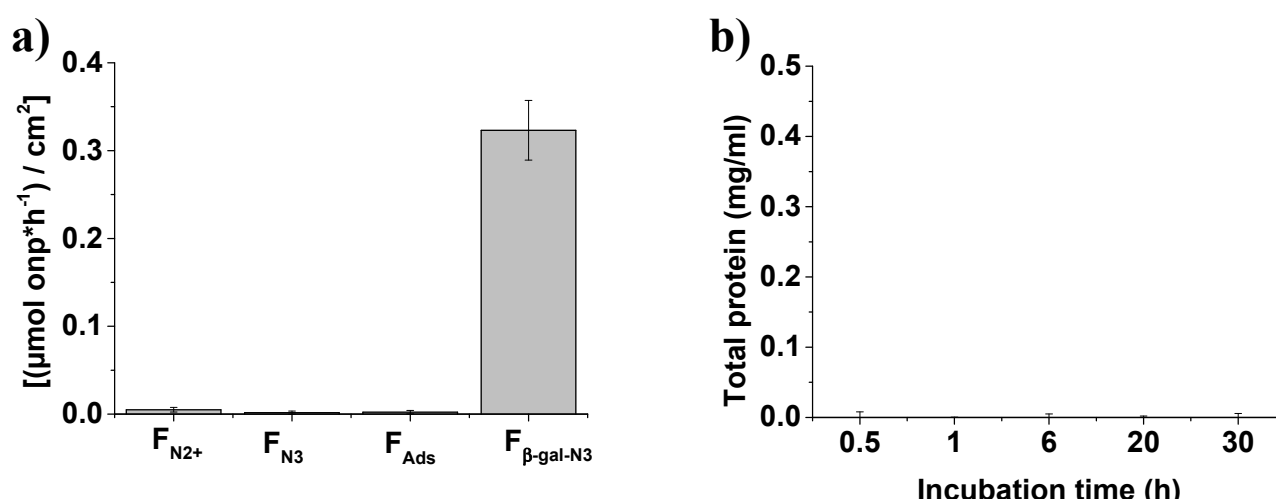 a)
[(µmol onp*h⁻¹) / cm²]
0.4
0.3
0.2
0.1
0.0
F_N2+ F_N3 F_Ads F_β-gal-N3
b)
Total protein (mg/ml)
0.5
0.4
0.3
0.2
0.1
0.0
0.5 1 6 20 30
Incubation time (h)